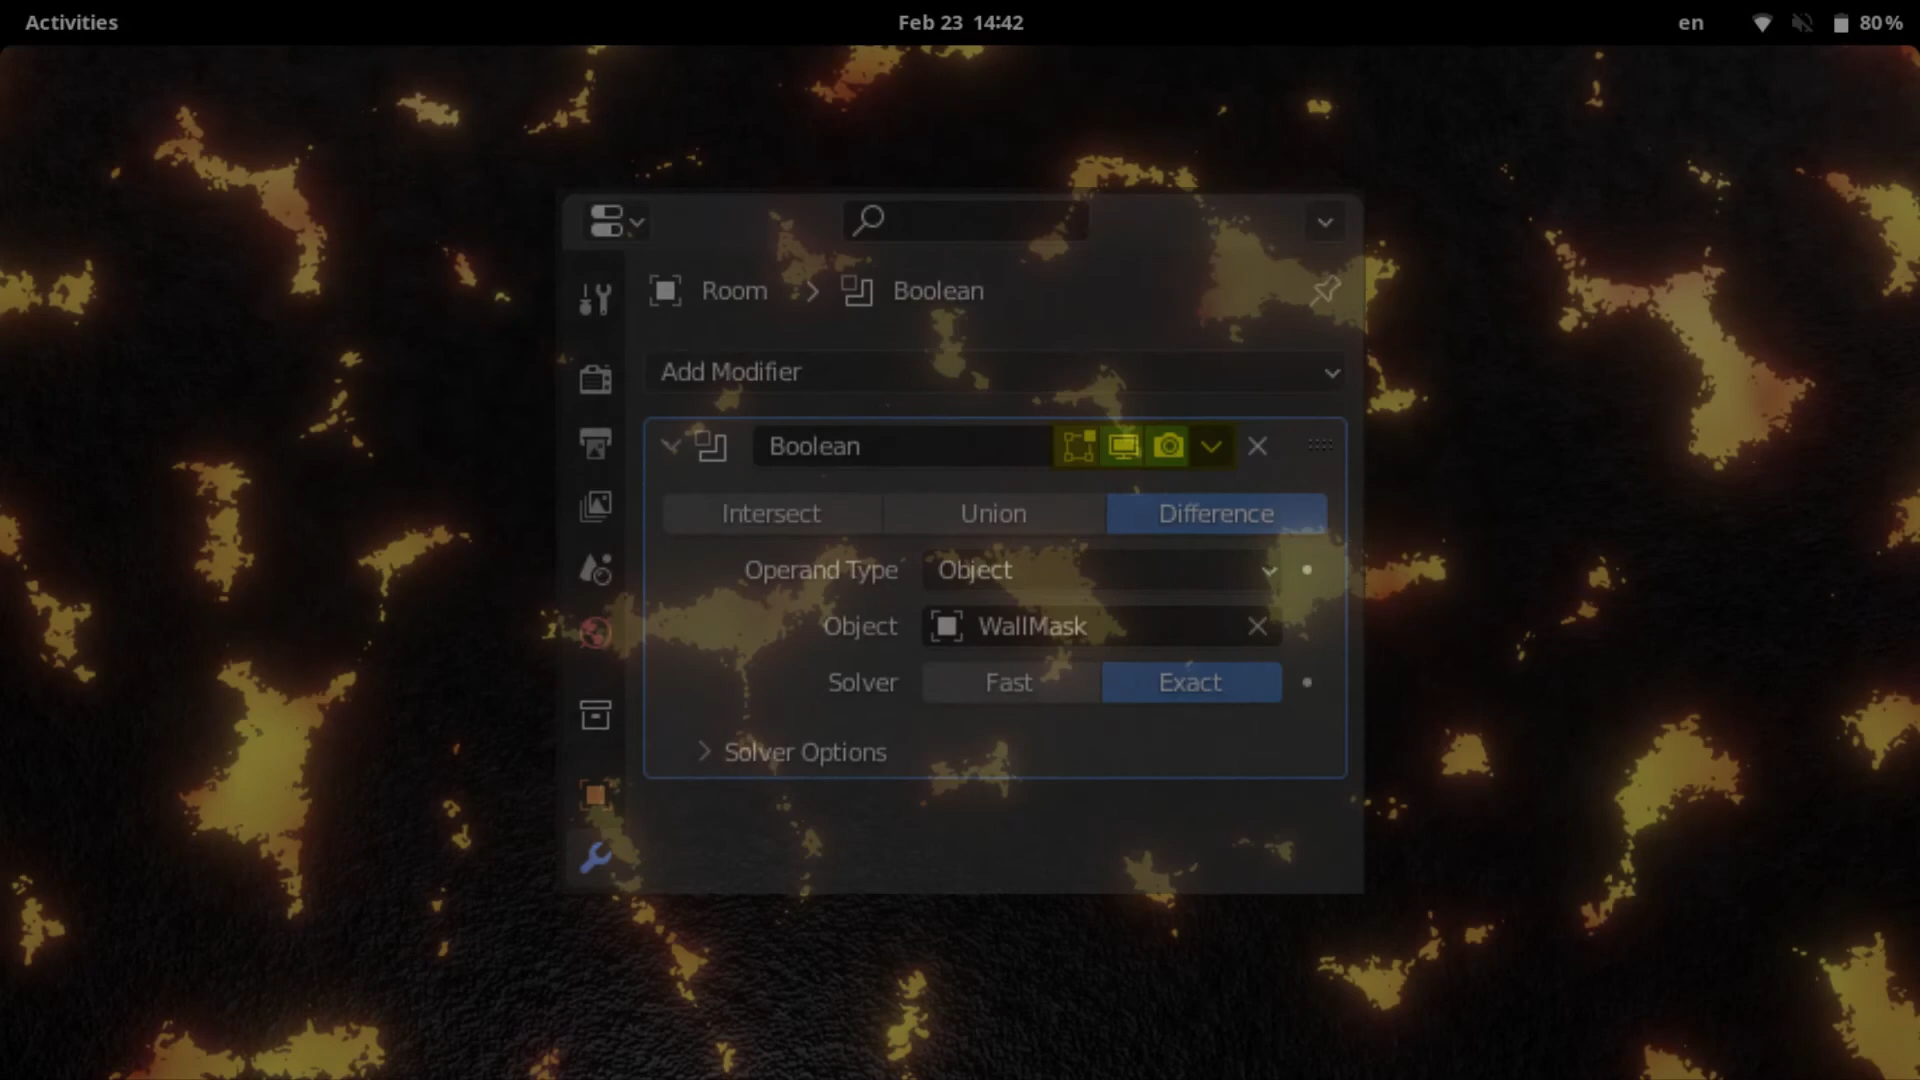 Activities Feb 23 14:42 en 80%
Room Boolean
Add Modifier
Boolean
Intersect Union Difference
Operand Type Object
Object WallMask
Solver Fast Exact
Solver Options